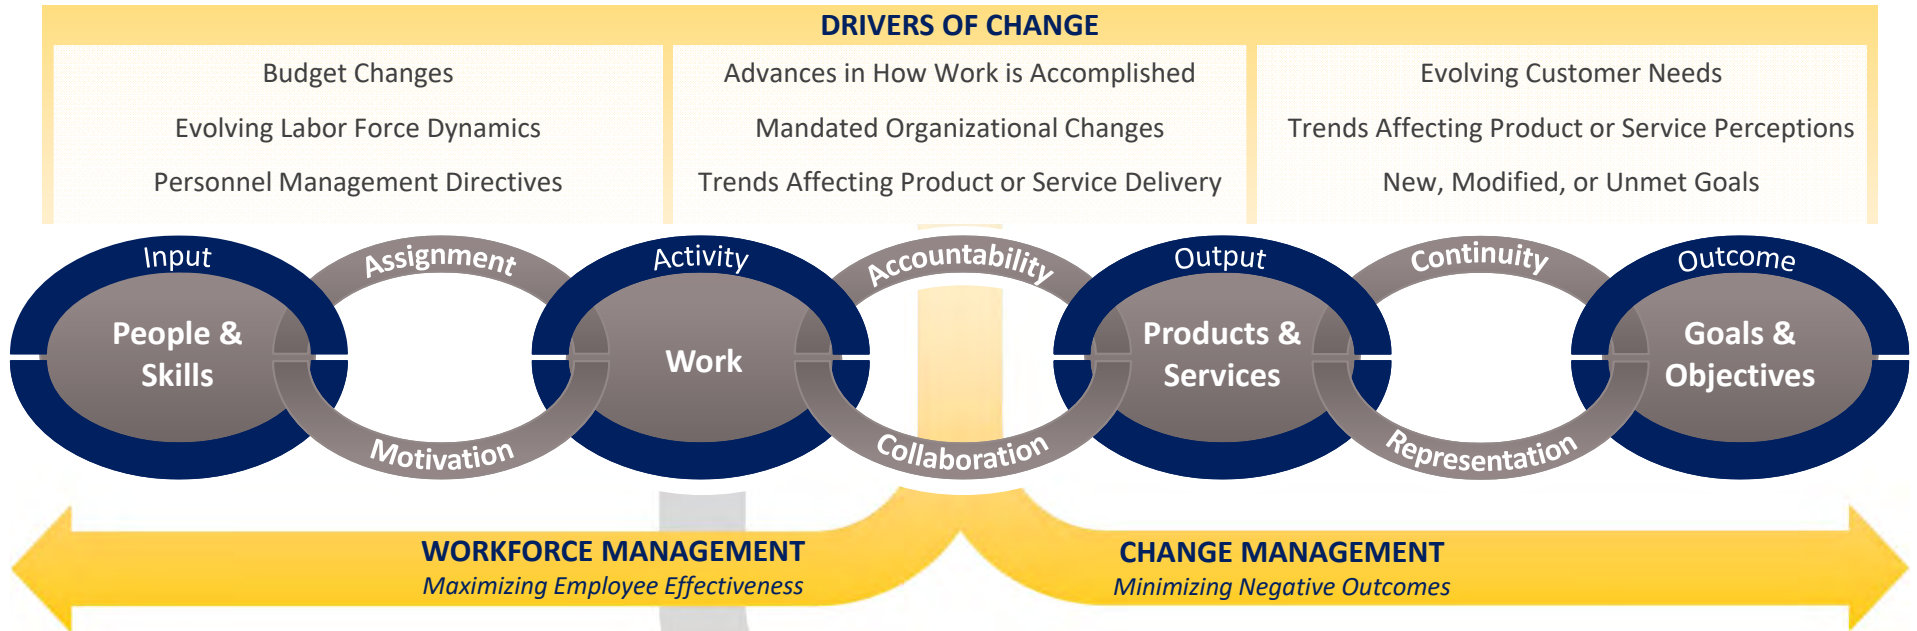 DRIVERS OF CHANGE
Budget Changes
Evolving Labor Force Dynamics
Personnel Management Directives
Advances in How Work is Accomplished
Mandated Organizational Changes
Trends Affecting Product or Service Delivery
Evolving Customer Needs
Trends Affecting Product or Service Perceptions
New, Modified, or Unmet Goals
Input
People &
Skills
Assignment
Motivation
Activity
Work
Accountability
Collaboration
Output
Products &
Services
Continuity
Representation
Outcome
Goals &
Objectives
WORKFORCE MANAGEMENT
Maximizing Employee Effectiveness
CHANGE MANAGEMENT
Minimizing Negative Outcomes